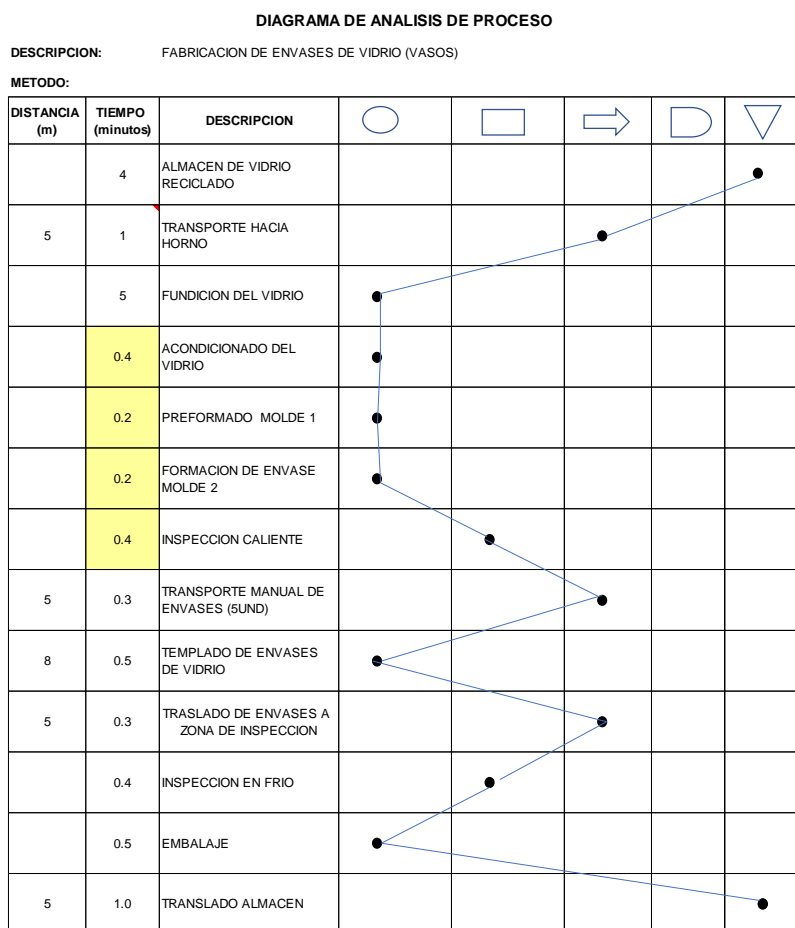 DIAGRAMA DE ANALISIS DE PROCESO
DESCRIPCION: FABRICACION DE ENVASES DE VIDRIO (VASOS)
METODO:
DISTANCIA (m) TIEMPO (minutos) DESCRIPCION
4 ALMACEN DE VIDRIO RECICLADO
5 1 TRANSPORTE HACIA HORNO
5 FUNDICION DEL VIDRIO
0.4 ACONDICIONADO DEL VIDRIO
0.2 PREFORMADO MOLDE 1
0.2 FORMACION DE ENVASE MOLDE 2
0.4 INSPECCION CALIENTE
5 0.3 TRANSPORTE MANUAL DE ENVASES (5UND)
8 0.5 TEMPLADO DE ENVASES DE VIDRIO
5 0.3 TRASLADO DE ENVASES A ZONA DE INSPECCION
0.4 INSPECCION EN FRIO
0.5 EMBALAJE
5 1.0 TRANSLADO ALMACEN